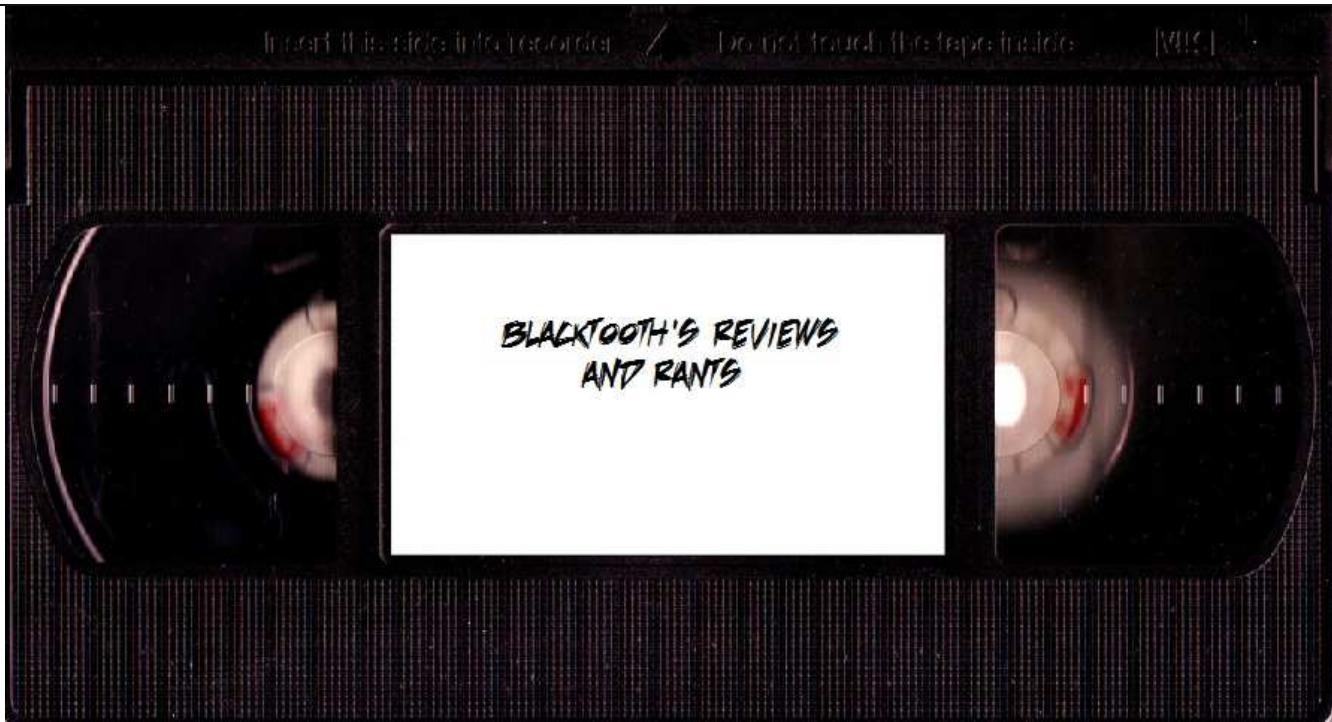 Insert this side into recorder Do not touch the tape inside VHS
BLACKTOOTH'S REVIEWS
AND RANTS